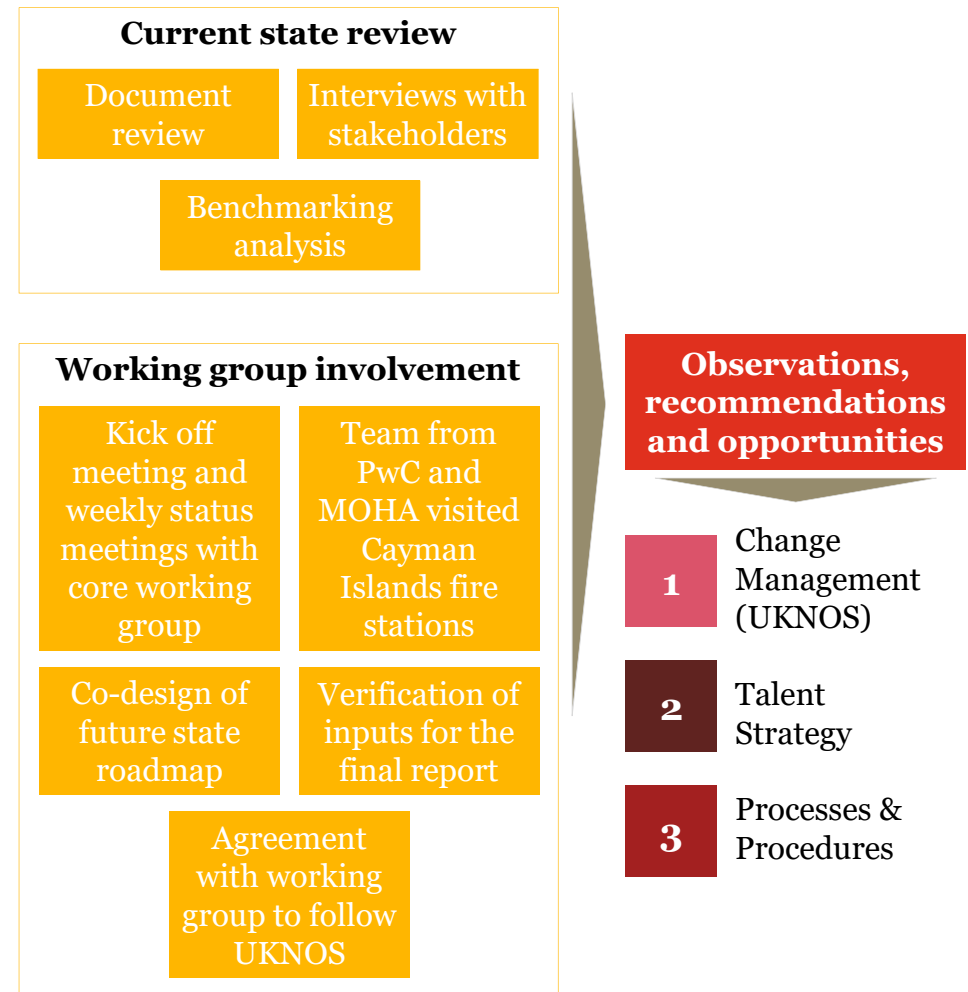 Current state review
Document
review
Interviews with
stakeholders
Benchmarking
analysis
Working group involvement
Kick off
meeting and
weekly status
meetings with
core working
group
Team from
PwC and
MOHA visited
Cayman
Islands fire
stations
Co-design of
future state
roadmap
Verification of
inputs for the
final report
Agreement
with working
group to follow
UKNOS
Observations,
recommendations
and opportunities
1
Change
Management
(UKNOS)
2
Talent
Strategy
3
Processes &
Procedures